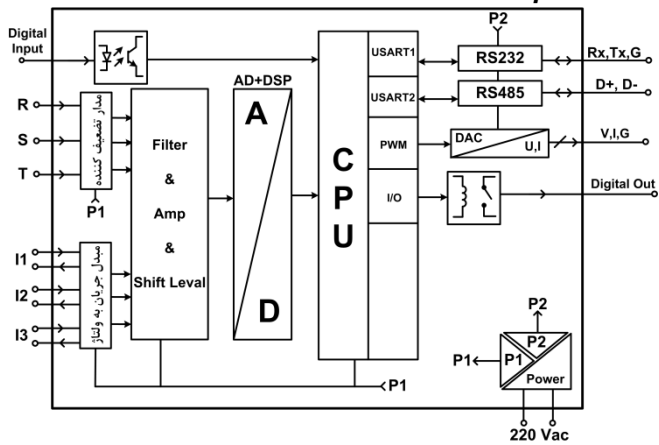 P2
Digital
Input
USART1
RS232
Rx,Tx,G
AD+DSP
USART2
RS485
D+, D-
R
S
T
مدار تضعیف کننده
P1
A
D
Filter
&
Amp
&
Shift Leval
CPU
PWM
DAC
U,I
V,I,G
I/O
Digital Out
I1
I2
I3
مبدل جریان به ولتاژ
P1
P2
P1
P1
P2
Power
220 Vac